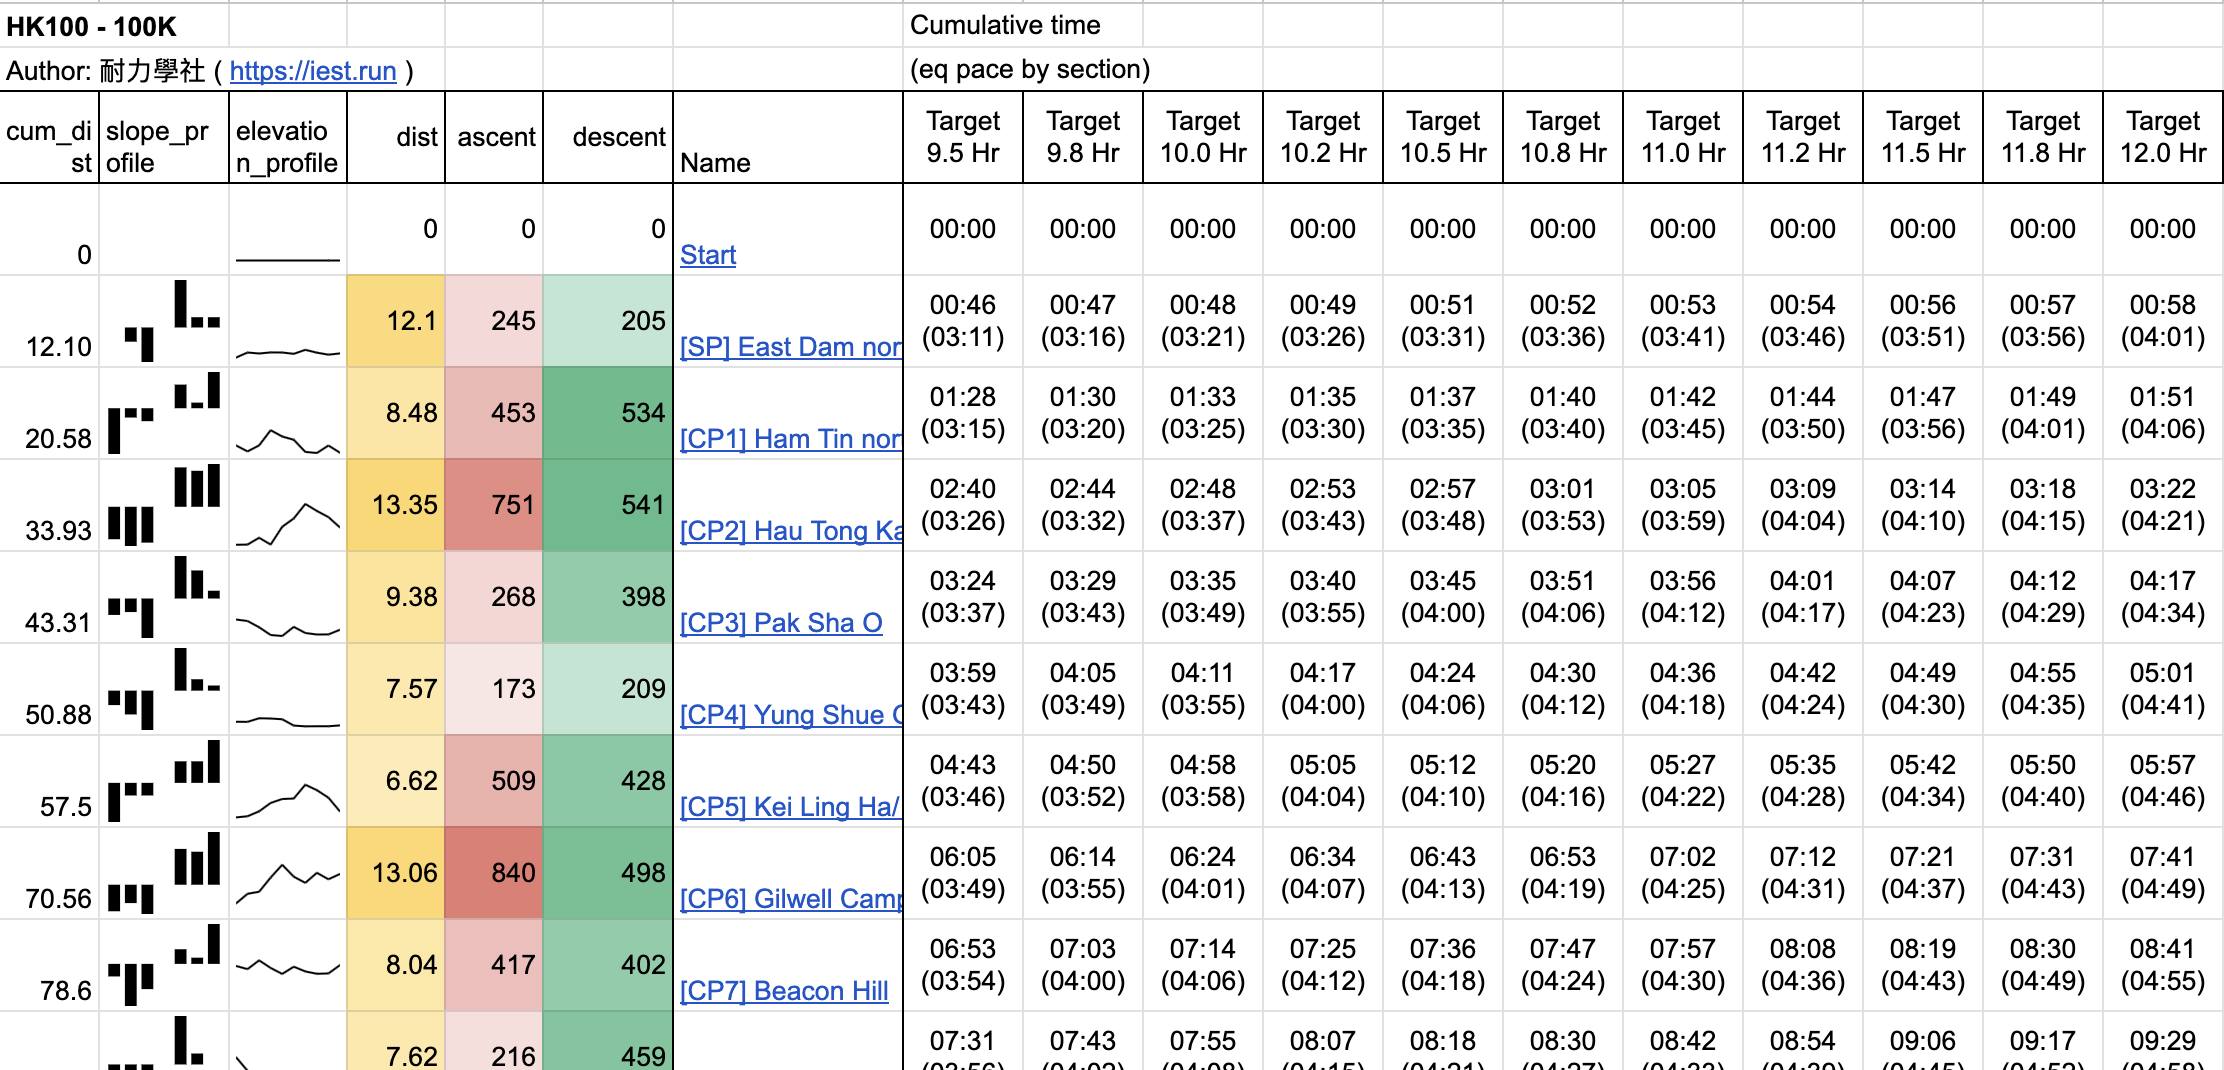 HK100 - 100K Cumulative time
Author: 耐力學社 ( https://iest.run ) (eq pace by section)
cum_dist slope_profile elevation_profile dist ascent descent Name Target 9.5 Hr Target 9.8 Hr Target 10.0 Hr Target 10.2 Hr Target 10.5 Hr Target 10.8 Hr Target 11.0 Hr Target 11.2 Hr Target 11.5 Hr Target 11.8 Hr Target 12.0 Hr
0 0 0 0 Start 00:00 00:00 00:00 00:00 00:00 00:00 00:00 00:00 00:00 00:00 00:00
12.10 12.1 245 205 [SP] East Dam nor 00:46 00:47 00:48 00:49 00:51 00:52 00:53 00:54 00:56 00:57 00:58
(03:11) (03:16) (03:21) (03:26) (03:31) (03:36) (03:41) (03:46) (03:51) (03:56) (04:01)
20.58 8.48 453 534 [CP1] Ham Tin nor 01:28 01:30 01:33 01:35 01:37 01:40 01:42 01:44 01:47 01:49 01:51
(03:15) (03:20) (03:25) (03:30) (03:35) (03:40) (03:45) (03:50) (03:56) (04:01) (04:06)
33.93 13.35 751 541 [CP2] Hau Tong Ka 02:40 02:44 02:48 02:53 02:57 03:01 03:05 03:09 03:14 03:18 03:22
(03:26) (03:32) (03:37) (03:43) (03:48) (03:53) (03:59) (04:04) (04:10) (04:15) (04:21)
43.31 9.38 268 398 [CP3] Pak Sha O 03:24 03:29 03:35 03:40 03:45 03:51 03:56 04:01 04:07 04:12 04:17
(03:37) (03:43) (03:49) (03:55) (04:00) (04:06) (04:12) (04:17) (04:23) (04:29) (04:34)
50.88 7.57 173 209 [CP4] Yung Shue 03:59 04:05 04:11 04:17 04:24 04:30 04:36 04:42 04:49 04:55 05:01
(03:43) (03:49) (03:55) (04:00) (04:06) (04:12) (04:18) (04:24) (04:30) (04:35) (04:41)
57.5 6.62 509 428 [CP5] Kei Ling Ha/ 04:43 04:50 04:58 05:05 05:12 05:20 05:27 05:35 05:42 05:50 05:57
(03:46) (03:52) (03:58) (04:04) (04:10) (04:16) (04:22) (04:28) (04:34) (04:40) (04:46)
70.56 13.06 840 498 [CP6] Gilwell Camp 06:05 06:14 06:24 06:34 06:43 06:53 07:02 07:12 07:21 07:31 07:41
(03:49) (03:55) (04:01) (04:07) (04:13) (04:19) (04:25) (04:31) (04:37) (04:43) (04:49)
78.6 8.04 417 402 [CP7] Beacon Hill 06:53 07:03 07:14 07:25 07:36 07:47 07:57 08:08 08:19 08:30 08:41
(03:54) (04:00) (04:06) (04:12) (04:18) (04:24) (04:30) (04:36) (04:43) (04:49) (04:55)
7.62 216 459 07:31 07:43 07:55 08:07 08:18 08:30 08:42 08:54 09:06 09:17 09:29